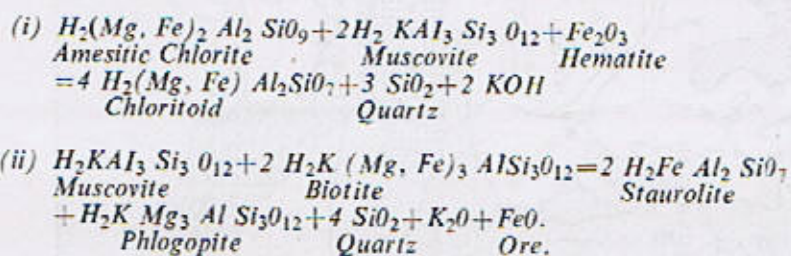 (i) H₂(Mg, Fe)₂ Al₂ SiO₉+2H₂ KAI₃ Si₃ O₁₂+Fe₂O₃
Amesitic Chlorite Muscovite Hematite
=4 H₂(Mg, Fe) Al₂SiO₇+3 SiO₂+2 KOH
Chloritoid Quartz
(ii) H₂KAI₃ Si₃ O₁₂+2 H₂K (Mg, Fe)₃ AlSi₃O₁₂=2 H₂Fe Al₂ SiO₇
Muscovite Biotite Staurolite
+H₂K Mg₃ Al Si₃O₁₂+4 SiO₂+K₂O+FeO.
Phlogopite Quartz Ore.